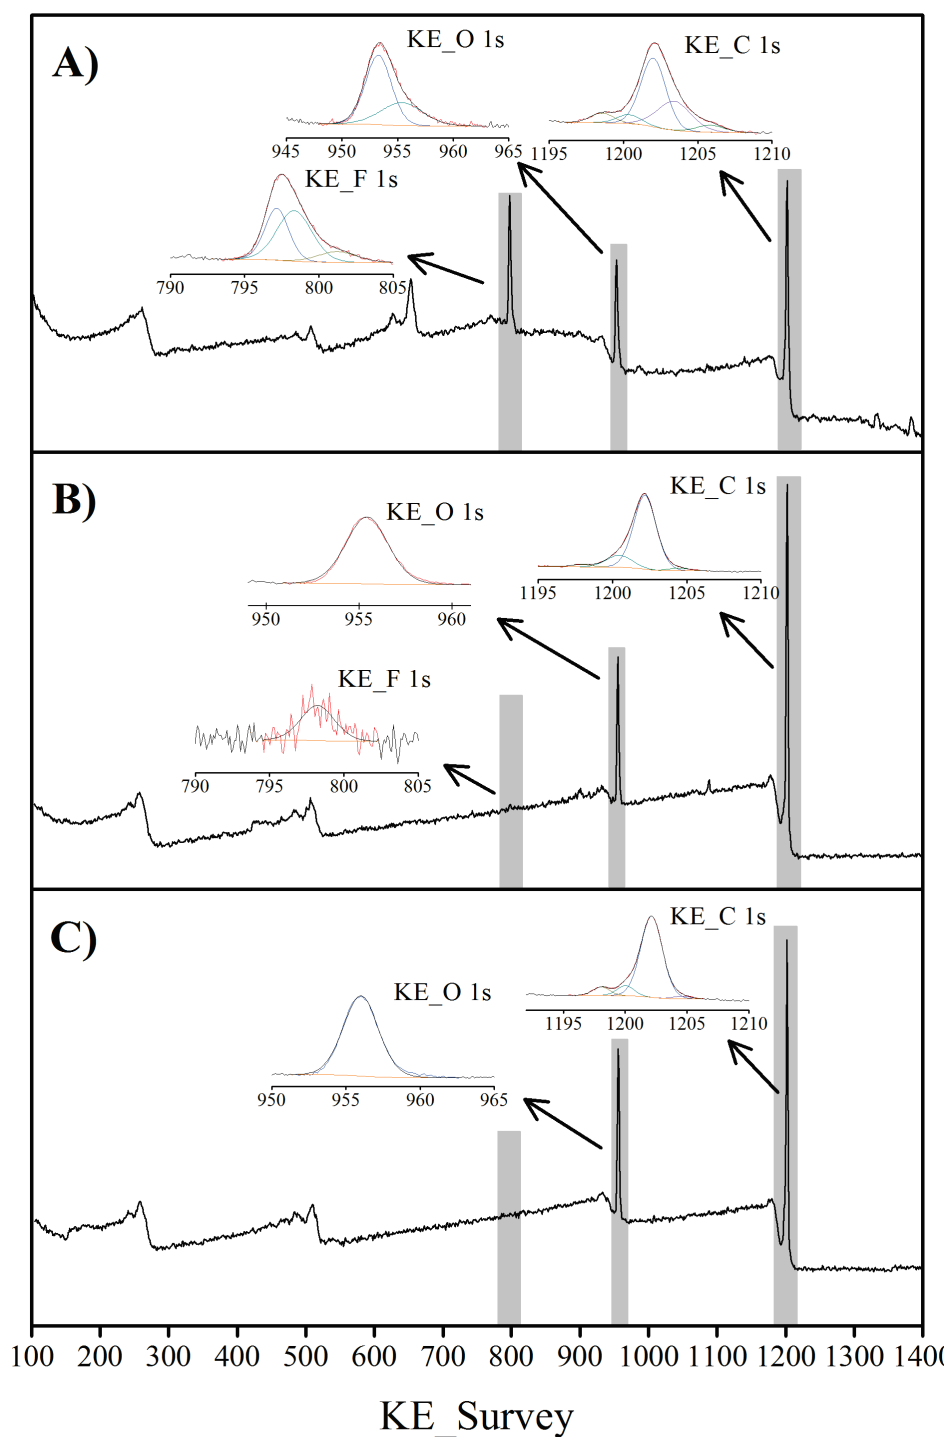 A)
KE_O 1s
945 950 955 960 965
KE_C 1s
1195 1200 1205 1210
KE_F 1s
790 795 800 805
B)
KE_O 1s
950 955 960
KE_C 1s
1195 1200 1205 1210
KE_F 1s
790 795 800 805
C)
KE_C 1s
1195 1200 1205 1210
KE_O 1s
950 955 960 965
100 200 300 400 500 600 700 800 900 1000 1100 1200 1300 1400
KE_Survey